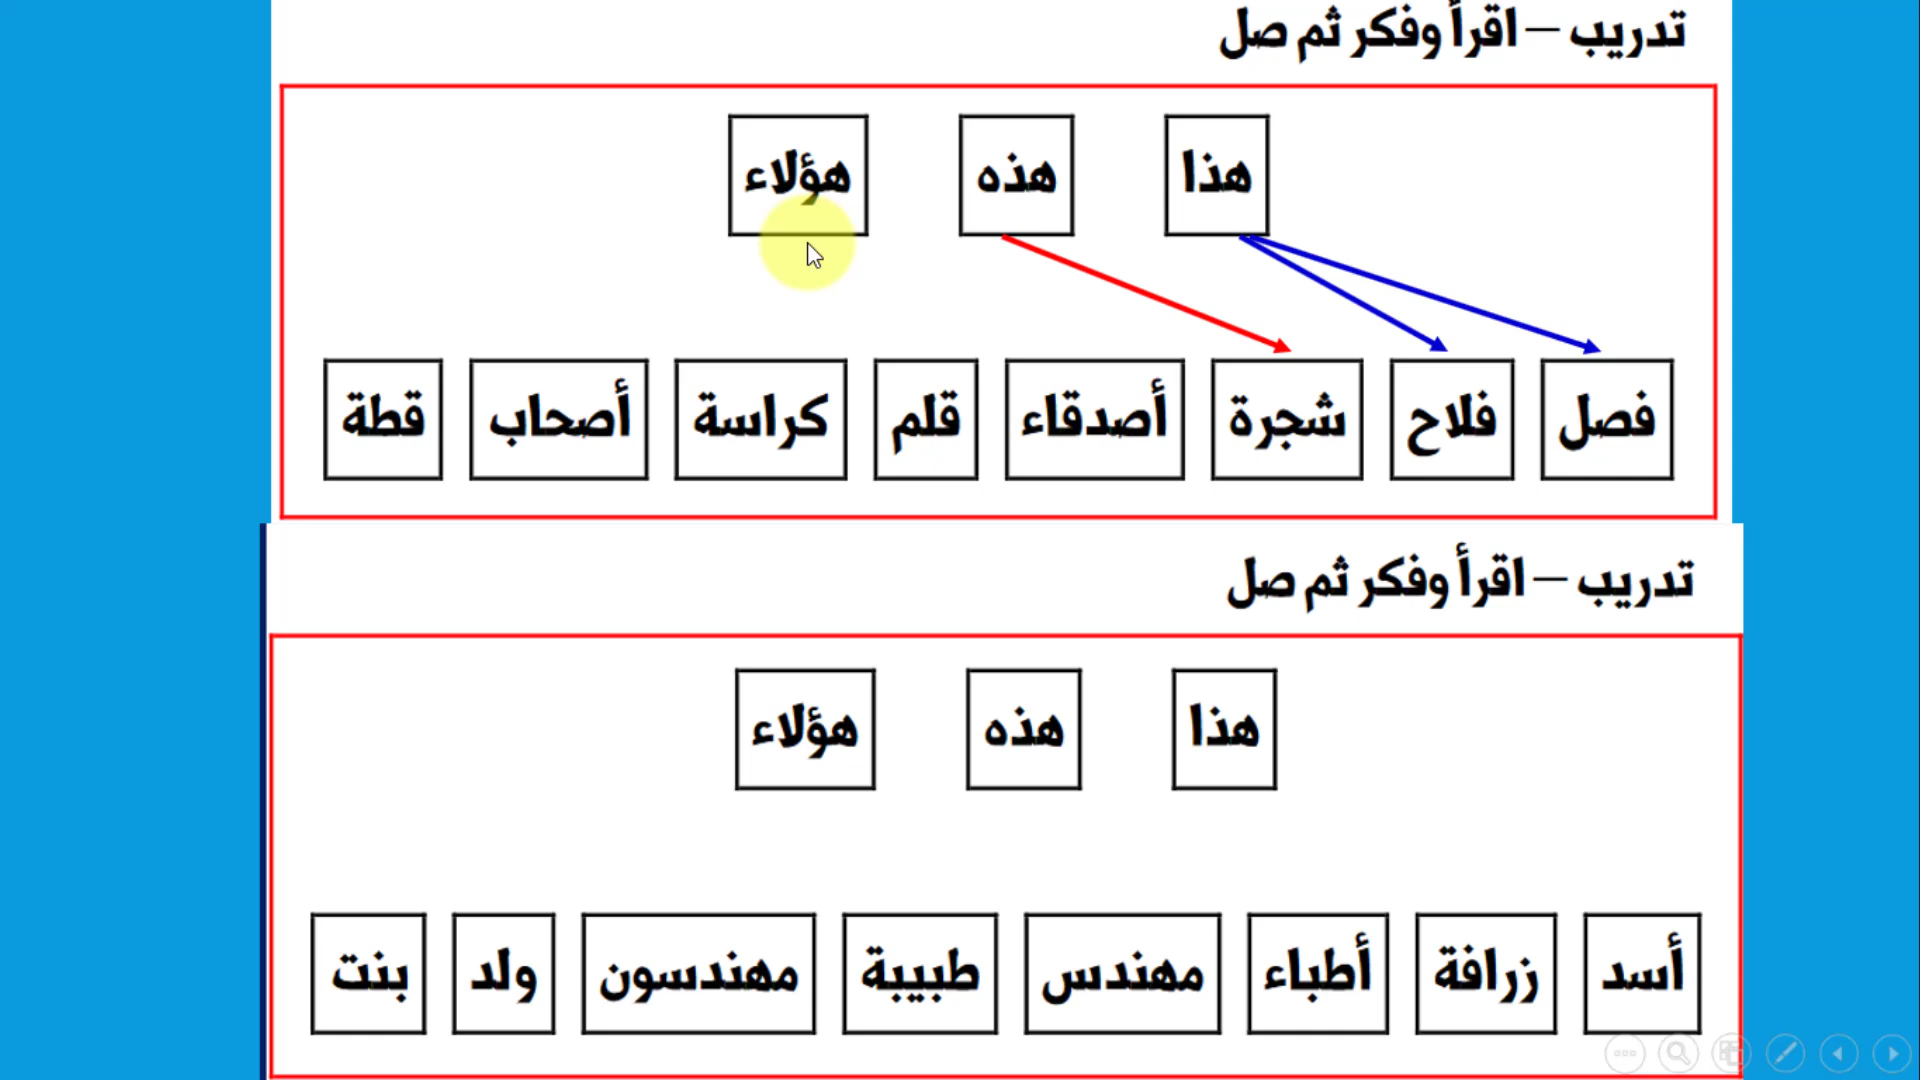 تدريب – اقرأ وفكر ثم صل
هذا هذه هؤلاء
فصل فلاح شجرة أصدقاء قلم كراسة أصحاب قطة
تدريب – اقرأ وفكر ثم صل
هذا هذه هؤلاء
أسد زرافة أطباء مهندس طبيبة مهندسون ولد بنت